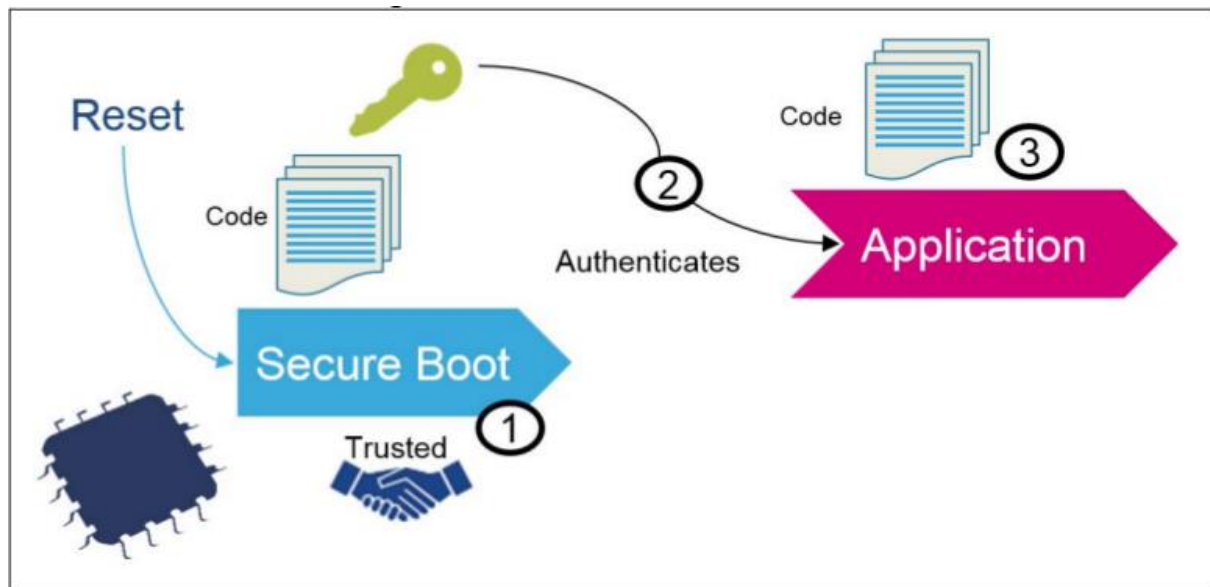 Reset
Code
Code
3
2
Authenticates
Application
Secure Boot
1
Trusted